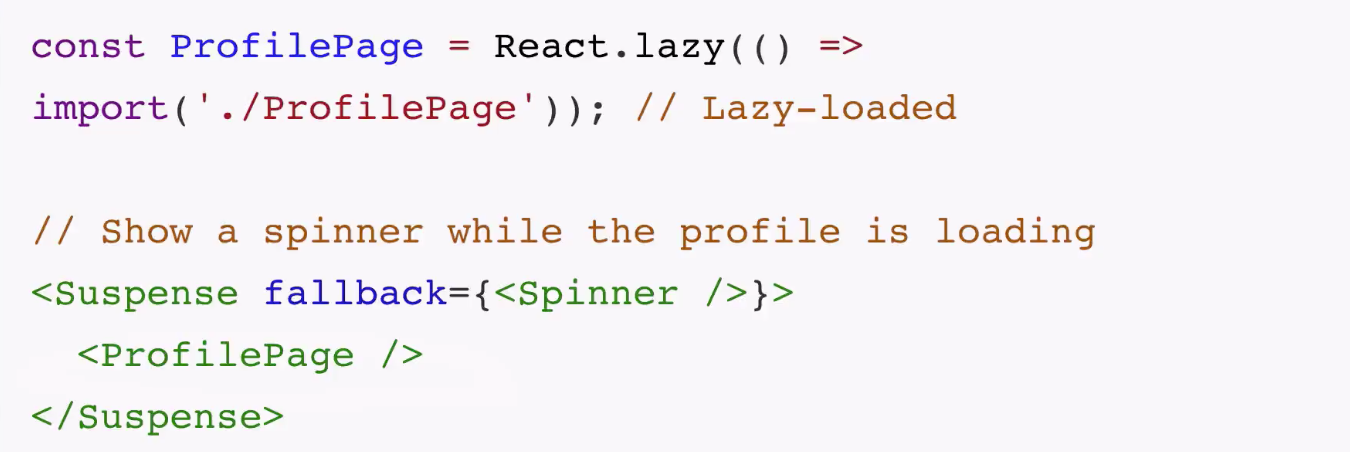 const ProfilePage = React.lazy(() =>
import('./ProfilePage')); // Lazy-loaded
// Show a spinner while the profile is loading
<Suspense fallback={<Spinner />}>
<ProfilePage />
</Suspense>